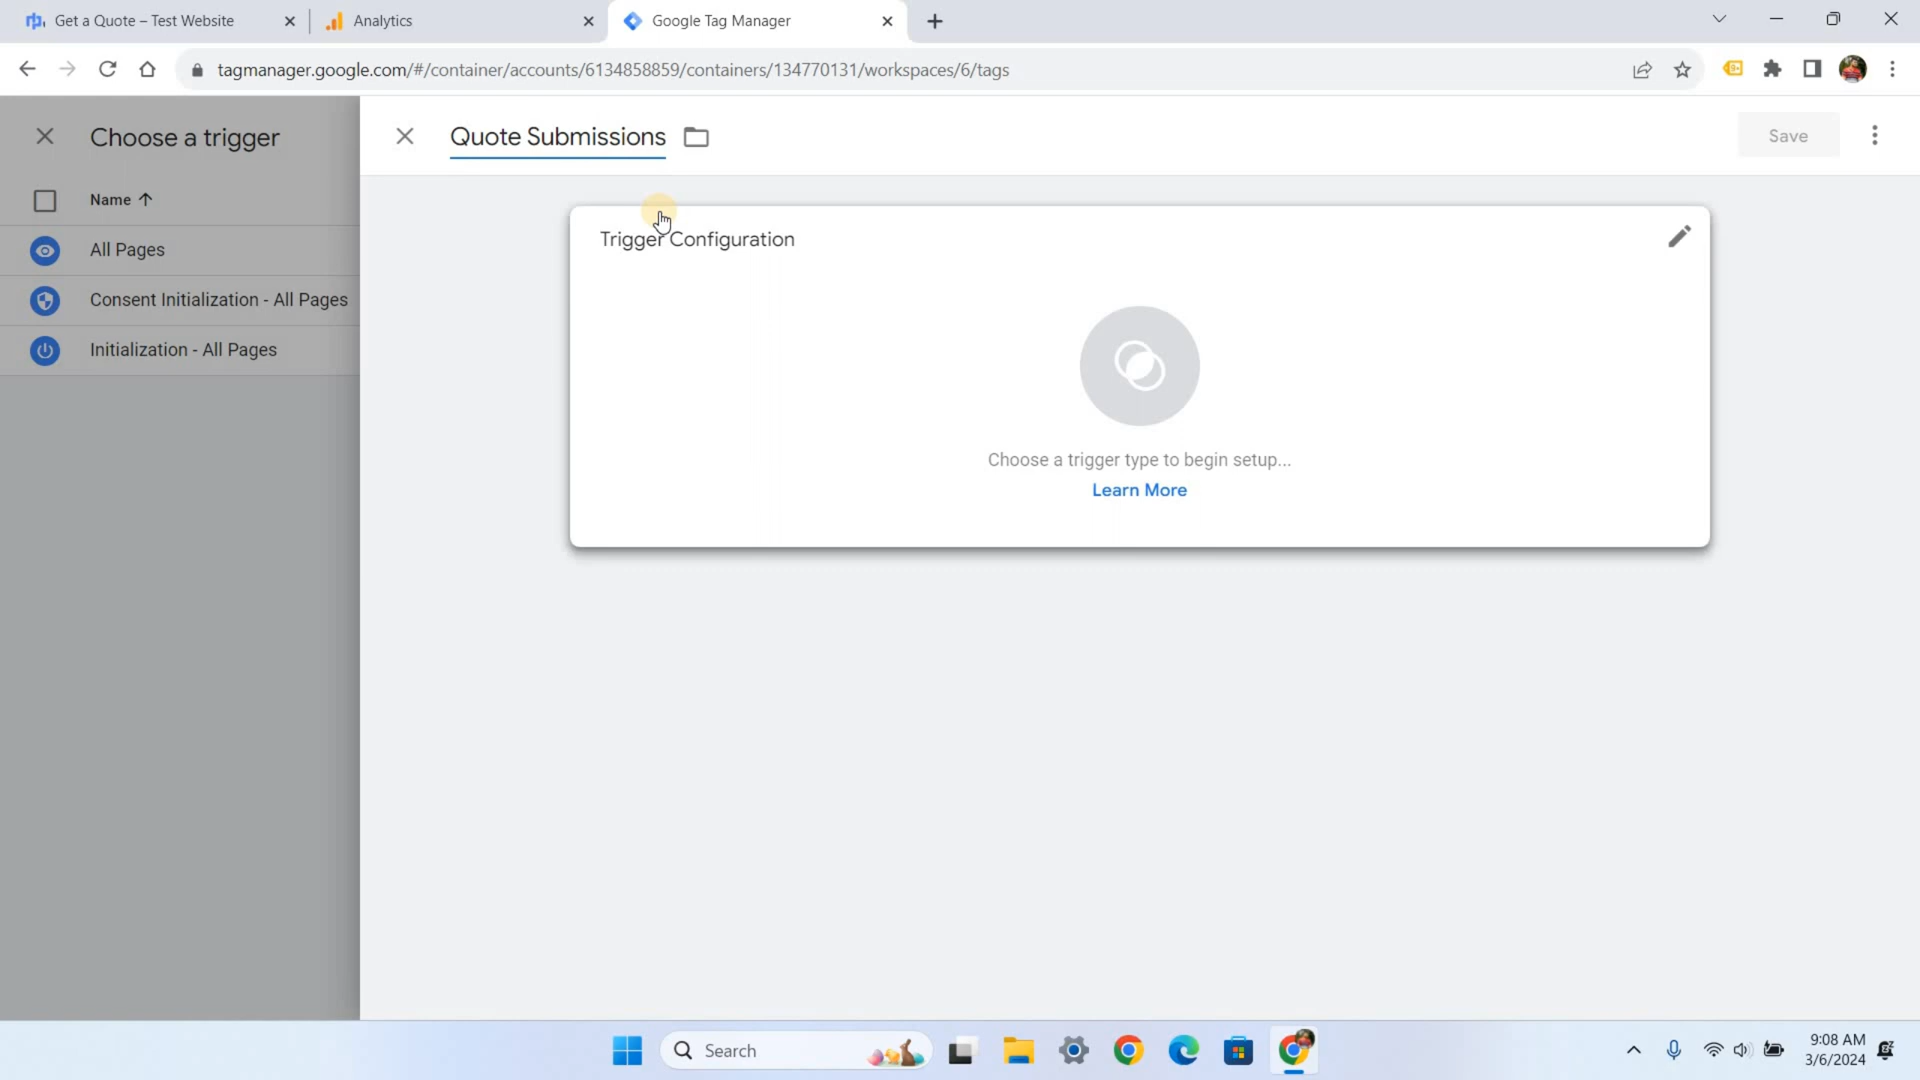 Get a Quote – Test Website
Analytics
Google Tag Manager
tagmanager.google.com/#/container/accounts/6134858859/containers/134770131/workspaces/6/tags
Choose a trigger
Quote Submissions
Save
Name
All Pages
Consent Initialization - All Pages
Initialization - All Pages
Trigger Configuration
Choose a trigger type to begin setup...
Learn More
Search
9:08 AM
3/6/2024